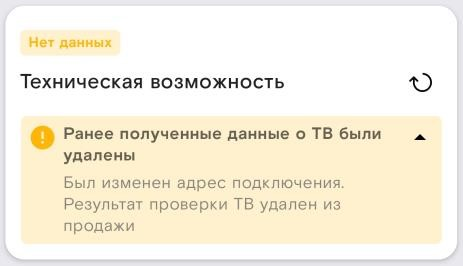 Нет данных
Техническая возможность
Ранее полученные данные о ТВ были
удалены
Был изменен адрес подключения.
Результат проверки ТВ удален из
продажи